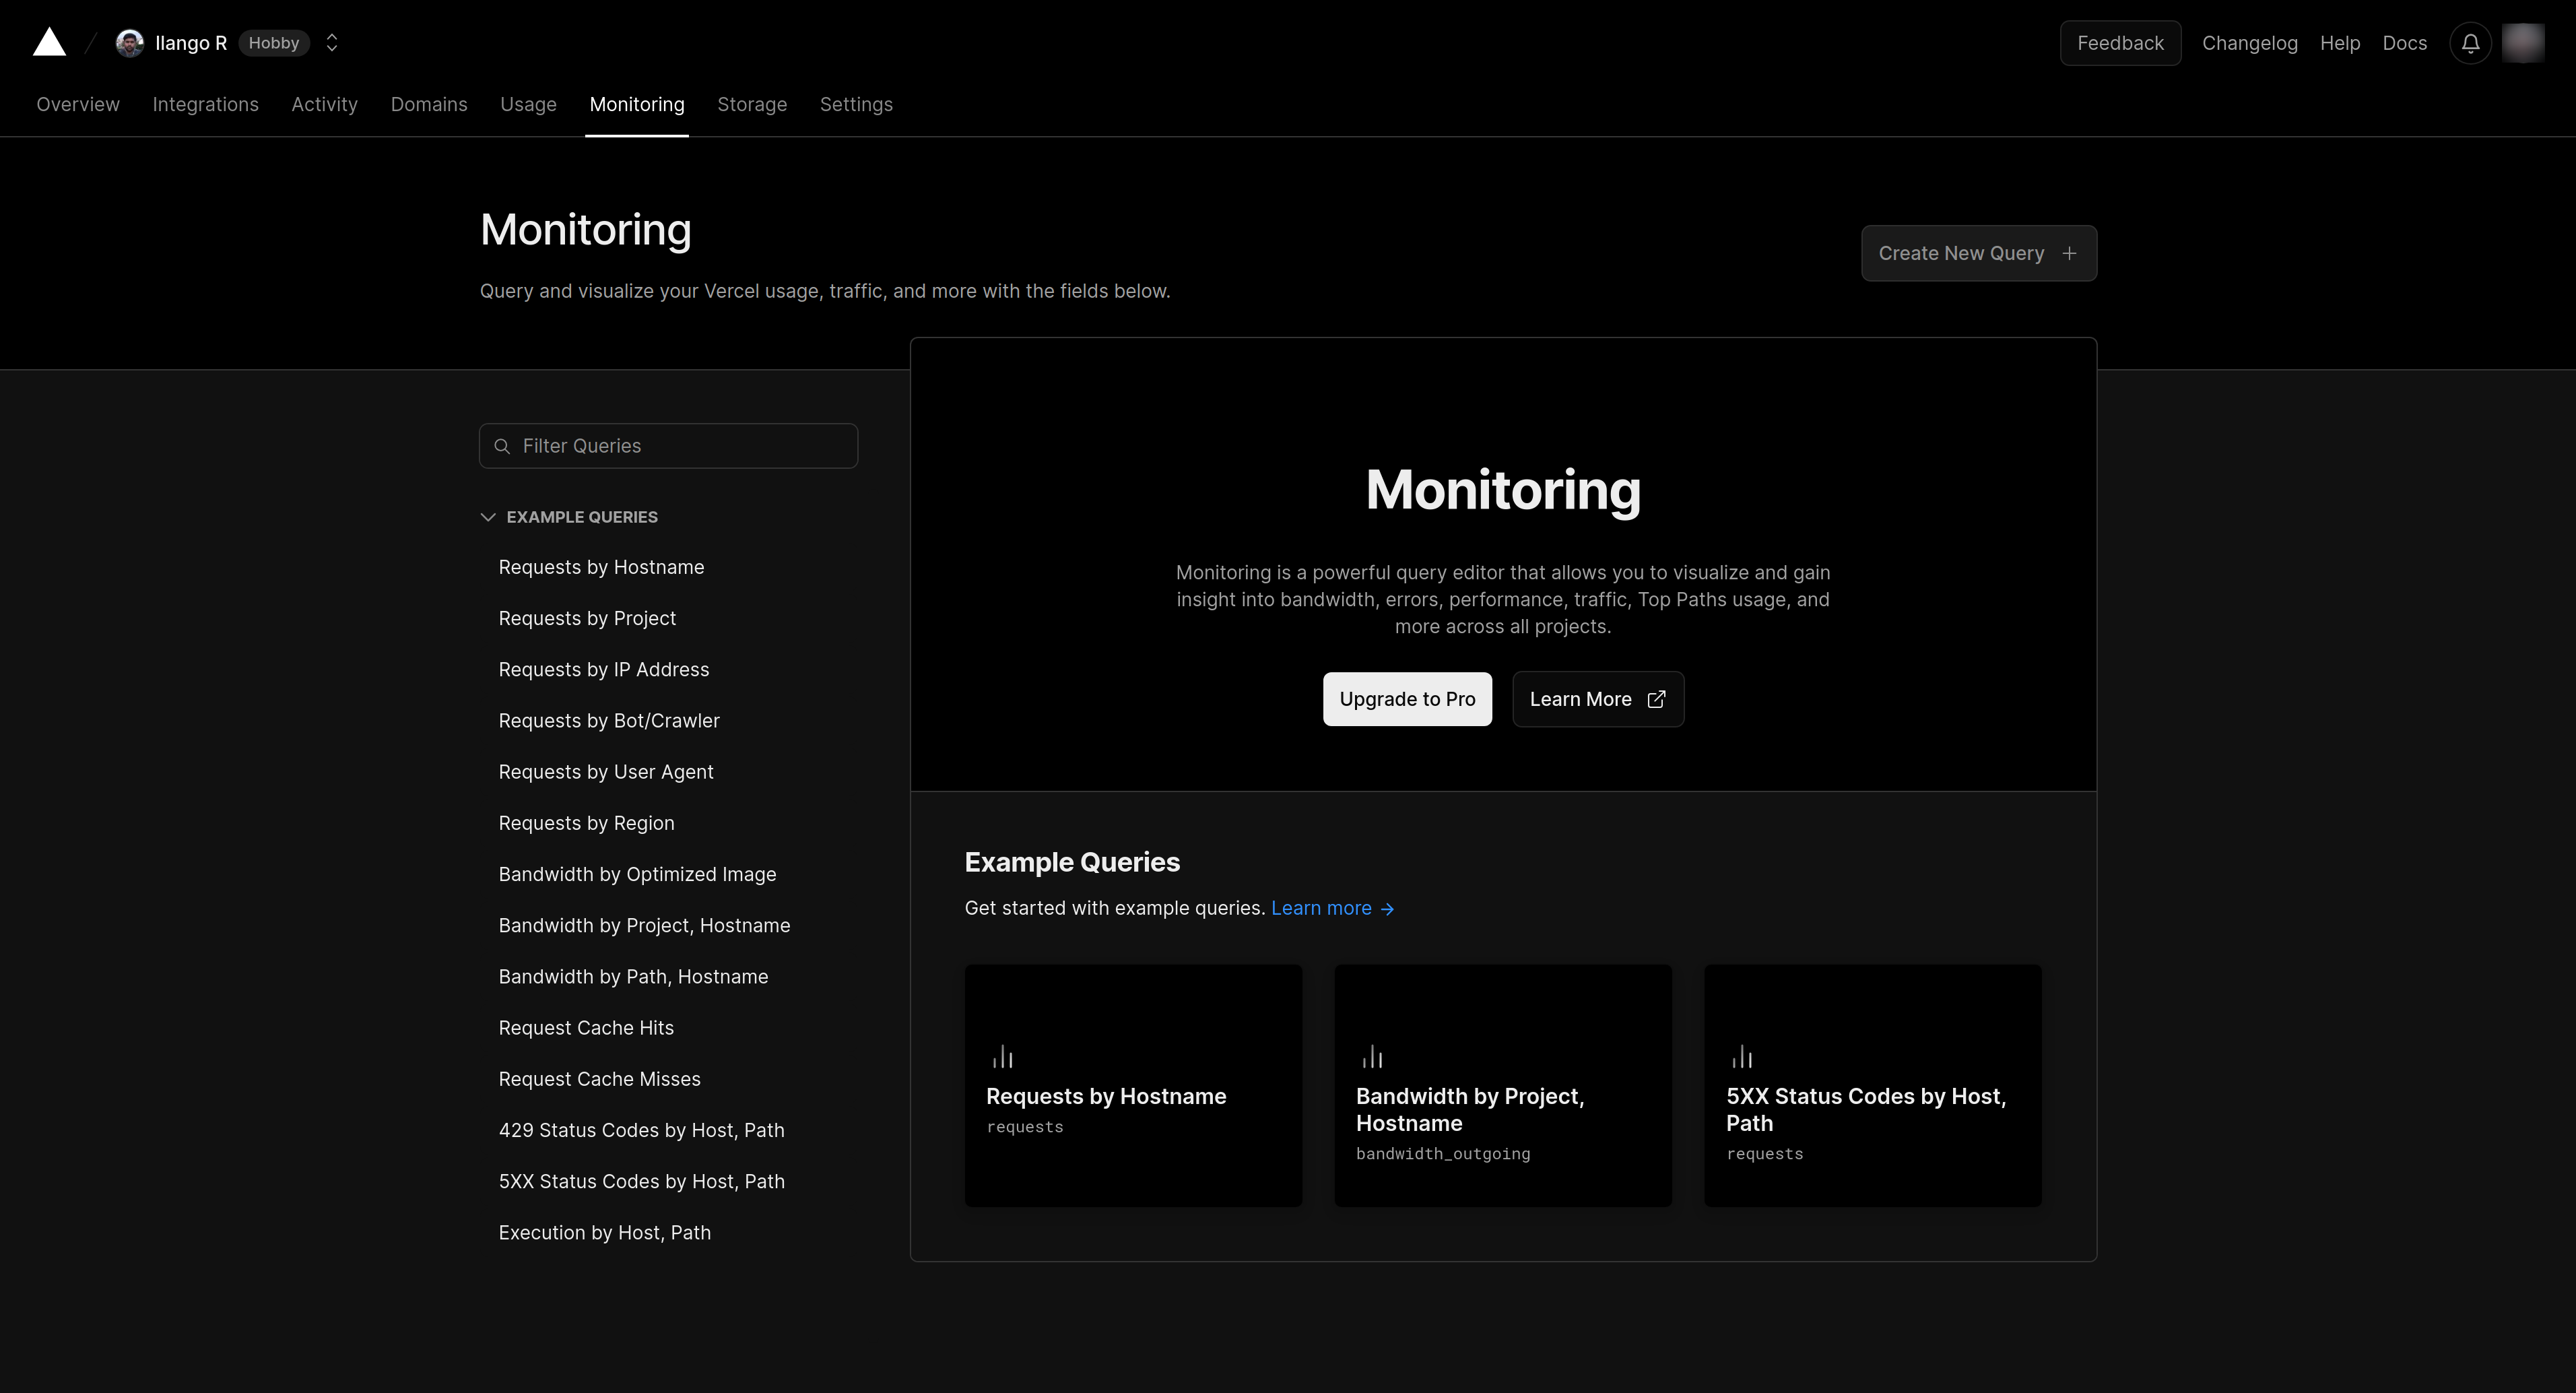 Ilango R Hobby
Feedback Changelog Help Docs
Overview Integrations Activity Domains Usage Monitoring Storage Settings
Monitoring
Query and visualize your Vercel usage, traffic, and more with the fields below.
Create New Query
Filter Queries
EXAMPLE QUERIES
Requests by Hostname
Requests by Project
Requests by IP Address
Requests by Bot/Crawler
Requests by User Agent
Requests by Region
Bandwidth by Optimized Image
Bandwidth by Project, Hostname
Bandwidth by Path, Hostname
Request Cache Hits
Request Cache Misses
429 Status Codes by Host, Path
5XX Status Codes by Host, Path
Execution by Host, Path
Monitoring
Monitoring is a powerful query editor that allows you to visualize and gain
insight into bandwidth, errors, performance, traffic, Top Paths usage, and
more across all projects.
Upgrade to Pro
Learn More
Example Queries
Get started with example queries. Learn more →
Requests by Hostname
requests
Bandwidth by Project,
Hostname
bandwidth_outgoing
5XX Status Codes by Host,
Path
requests